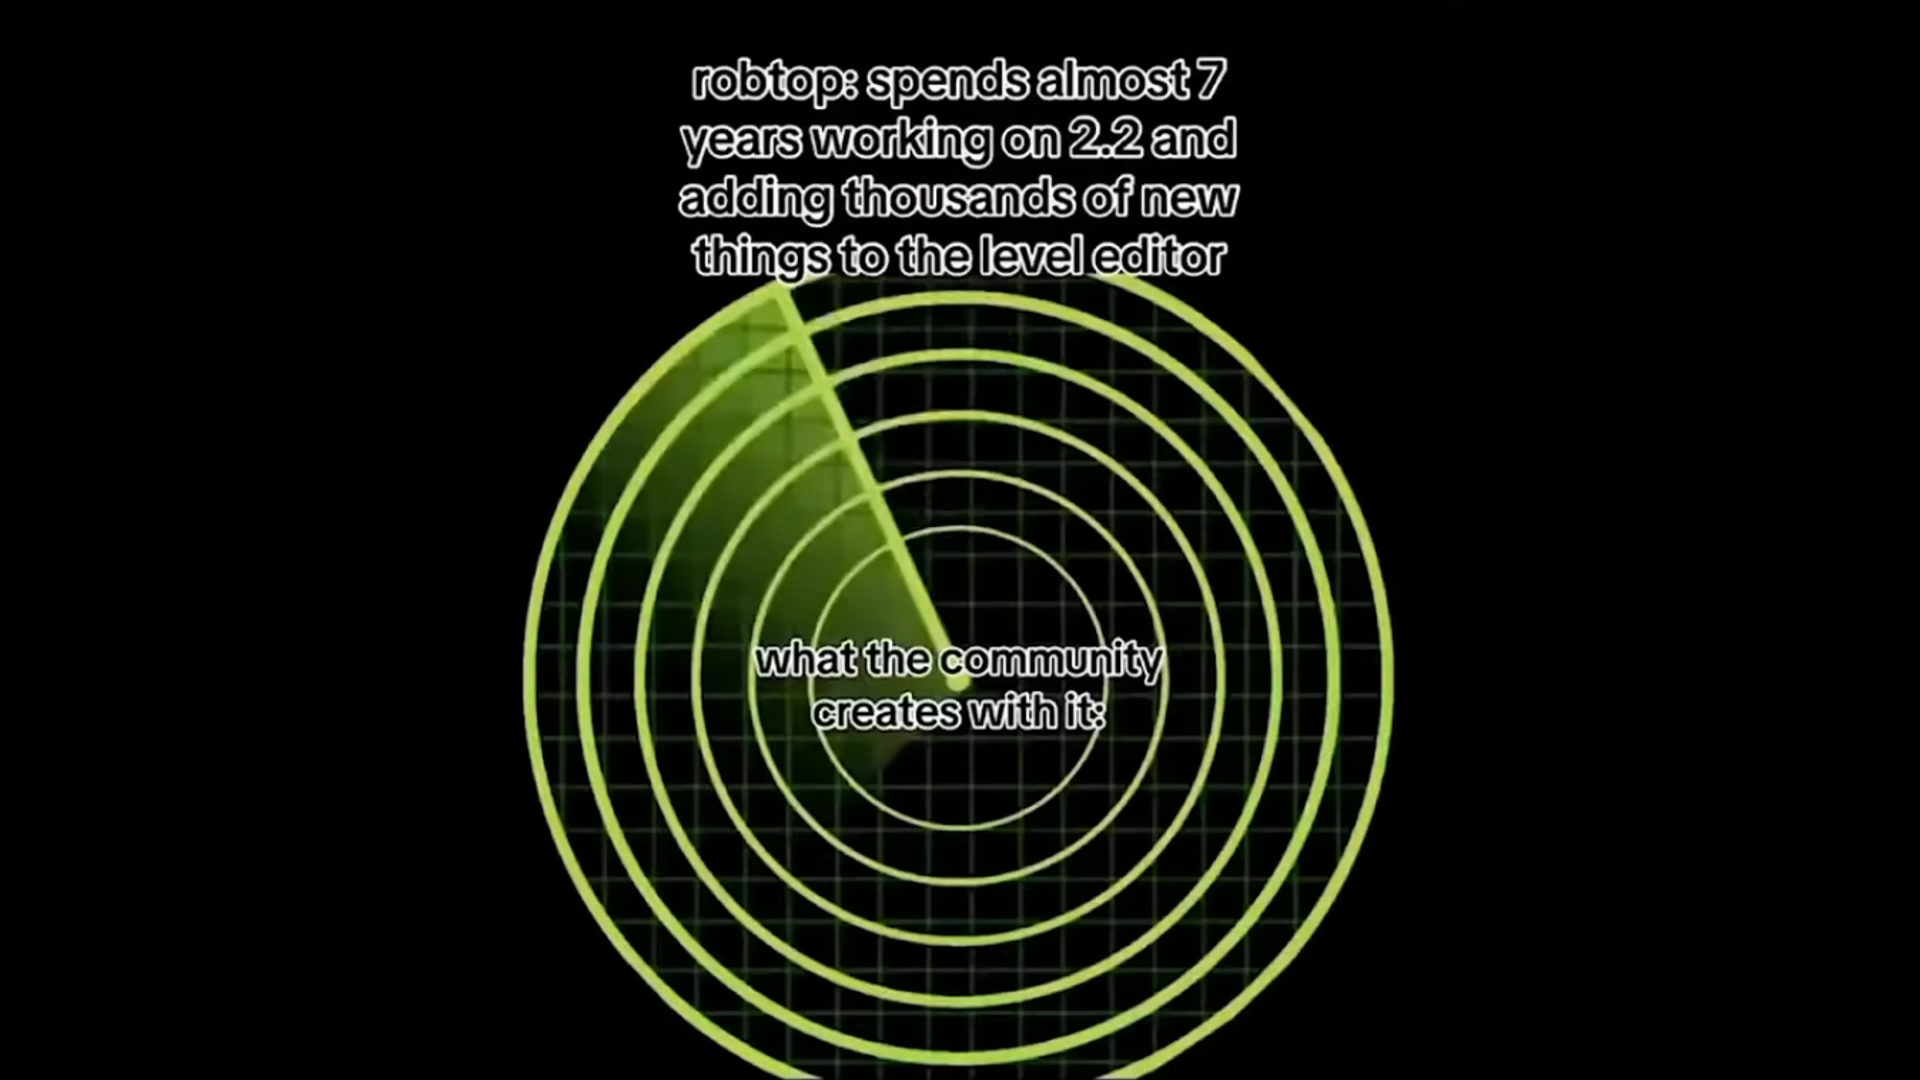 robtop: spends almost 7
years working on 2.2 and
adding thousands of new
things to the level editor
what the community
creates with it: